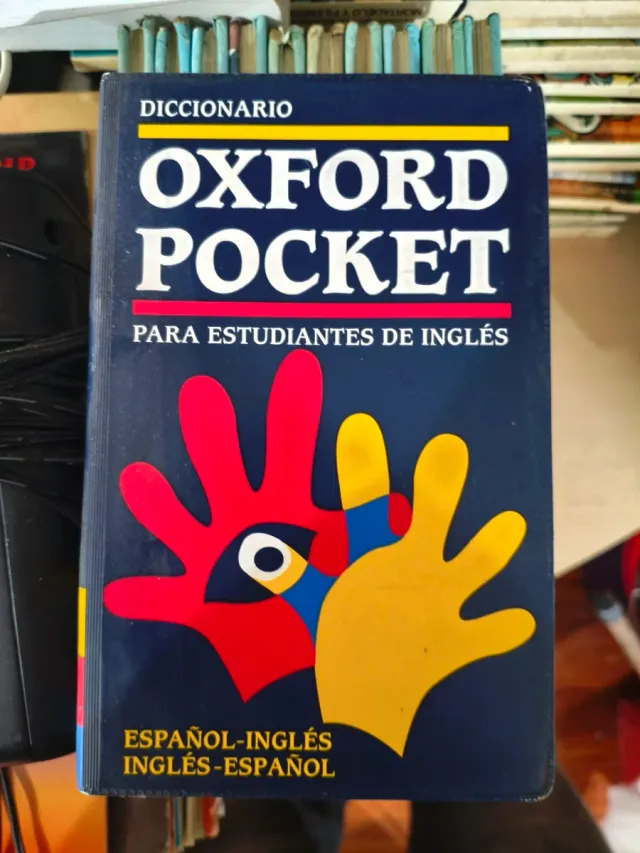 DICCIONARIO
OXFORD
POCKET
PARA ESTUDIANTES DE INGLÉS
ESPAÑOL-INGLÉS
INGLÉS-ESPAÑOL